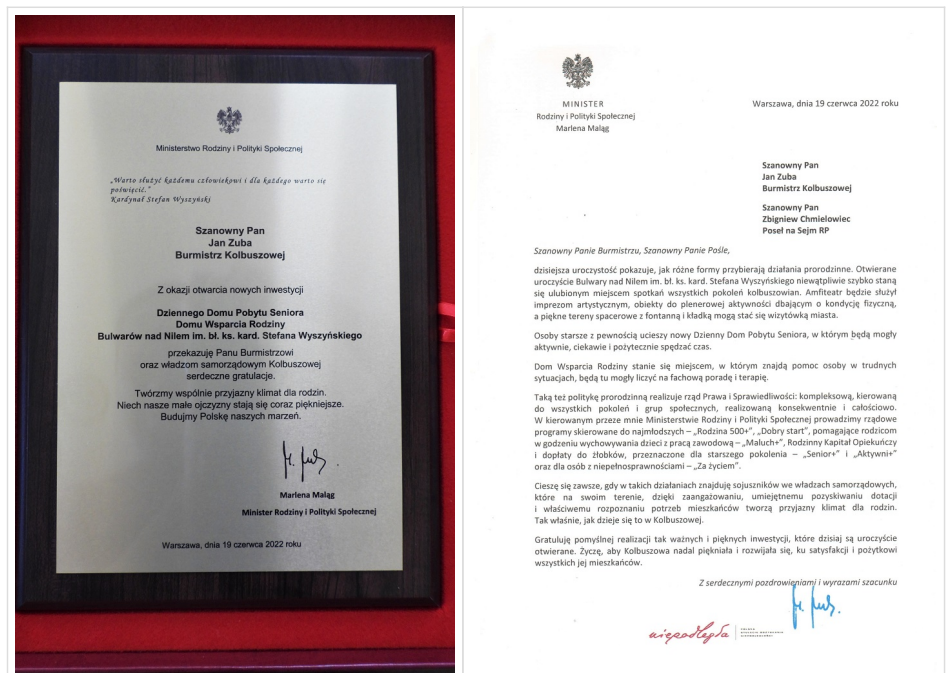 Ministerstwo Rodziny i Polityki Społecznej
„Warto służyć każdemu człowiekowi i dla każdego warto się
poświęcić."
Kardynał Stefan Wyszyński
Szanowny Pan
Jan Zuba
Burmistrz Kolbuszowej
Z okazji otwarcia nowych inwestycji
Dziennego Domu Pobytu Seniora
Domu Wsparcia Rodziny
Bulwarów nad Nilem im. bł. ks. kard. Stefana Wyszyńskiego
przekazuję Panu Burmistrzowi
oraz władzom samorządowym Kolbuszowej
serdeczne gratulacje.
Twórzmy wspólnie przyjazny klimat dla rodzin.
Niech nasze małe ojczyzny stają się coraz piękniejsze.
Budujmy Polskę naszych marzeń.
Marlena Maląg
Minister Rodziny i Polityki Społecznej
Warszawa, dnia 19 czerwca 2022 roku
MINISTER
Rodziny i Polityki Społecznej
Marlena Maląg
Warszawa, dnia 19 czerwca 2022 roku
Szanowny Pan
Jan Zuba
Burmistrz Kolbuszowej
Szanowny Pan
Zbigniew Chmielowiec
Poseł na Sejm RP
Szanowny Panie Burmistrzu, Szanowny Panie Pośle,
dzisiejsza uroczystość pokazuje, jak różne formy przybierają działania prorodzinne. Otwierane
uroczyście Bulwary nad Nilem im. bł. ks. kard. Stefana Wyszyńskiego niewątpliwie szybko staną
się ulubionym miejscem spotkań wszystkich pokoleń kolbuszowian. Amfiteatr będzie służył
imprezom artystycznym, obiekty do plenerowej aktywności dbającym o kondycję fizyczną,
a piękne tereny spacerowe z fontanną i kładką mogą stać się wizytówką miasta.
Osoby starsze z pewnością ucieszy nowy Dzienny Dom Pobytu Seniora, w którym będą mogły
aktywnie, ciekawie i pożytecznie spędzać czas.
Dom Wsparcia Rodziny stanie się miejscem, w którym znajdą pomoc osoby w trudnych
sytuacjach, będą tu mogły liczyć na fachową poradę i terapię.
Taką też politykę prorodzinną realizuje rząd Prawa i Sprawiedliwości: kompleksową, kierowaną
do wszystkich pokoleń i grup społecznych, realizowaną konsekwentnie i całościowo.
W kierowanym przeze mnie Ministerstwie Rodziny i Polityki Społecznej prowadzimy rządowe
programy skierowane do najmłodszych – „Rodzina 500+", „Dobry start", pomagające rodzicom
w godzeniu wychowywania dzieci z pracą zawodową – „Maluch+", Rodzinny Kapitał Opiekuńczy
i dopłaty do żłobków, przeznaczone dla starszego pokolenia – „Senior+" i „Aktywni+"
oraz dla osób z niepełnosprawnościami – „Za życiem".
Cieszę się zawsze, gdy w takich działaniach znajduję sojuszników we władzach samorządowych,
które na swoim terenie, dzięki zaangażowaniu, umiejętnemu pozyskiwaniu dotacji
i właściwemu rozpoznaniu potrzeb mieszkańców tworzą przyjazny klimat dla rodzin.
Tak właśnie, jak dzieje się to w Kolbuszowej.
Gratuluję pomyślnej realizacji tak ważnych i pięknych inwestycji, które dzisiaj są uroczyście
otwierane. Życzę, aby Kolbuszowa nadal piękniała i rozwijała się, ku satysfakcji i pożytkowi
wszystkich jej mieszkańców.
Z serdecznymi pozdrowieniami i wyrazami szacunku
niepodległa